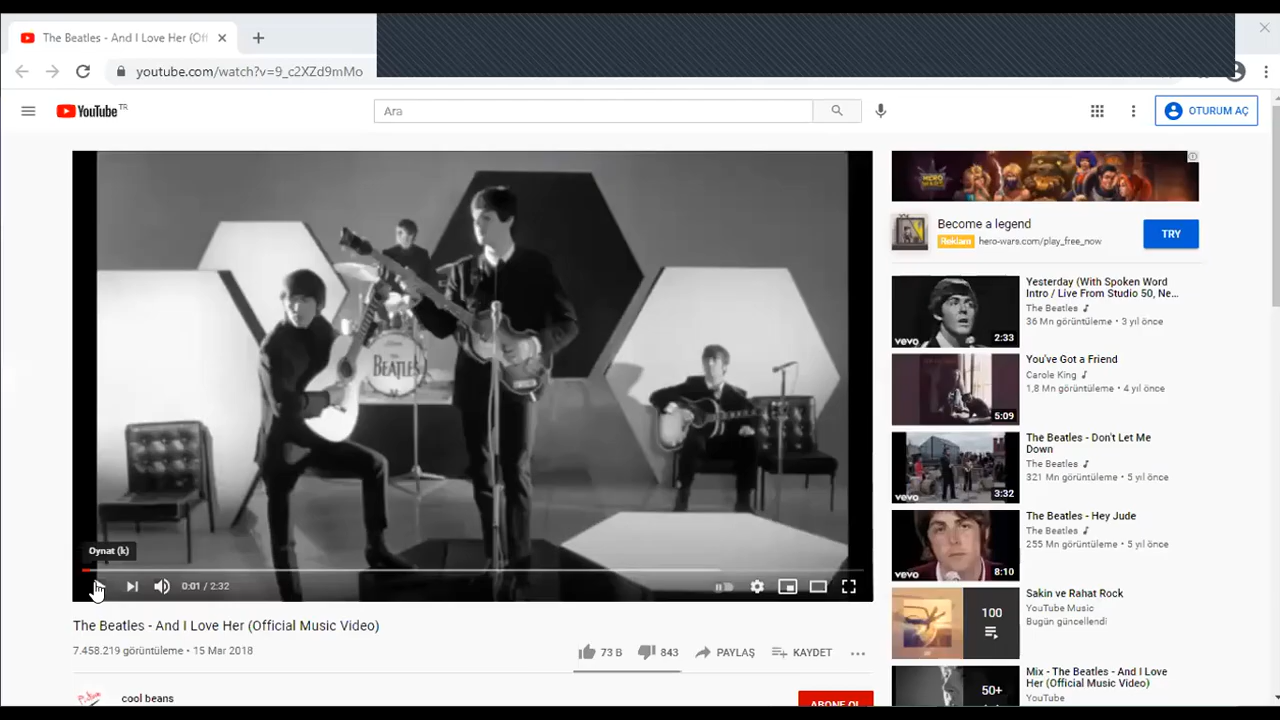 The Beatles - And I Love Her (Off
youtube.com/watch?v=9_c2XZd9mMo
YouTube TR
Ara
OTURUM AÇ
BEATLES
HERO WARS
Become a legend
Reklam hero-wars.com/play_free_now
TRY
Yesterday (With Spoken Word
Intro / Live From Studio 50, Ne...
The Beatles
36 Mn görüntüleme • 3 yıl önce
vevo 2:33
You've Got a Friend
Carole King
1,8 Mn görüntüleme • 4 yıl önce
5:09
The Beatles - Don't Let Me
Down
The Beatles
321 Mn görüntüleme • 5 yıl önce
vevo 3:32
The Beatles - Hey Jude
The Beatles
255 Mn görüntüleme • 5 yıl önce
vevo 8:10
Sakin ve Rahat Rock
YouTube Music
Bugün güncellendi
100
Mix - The Beatles - And I Love
Her (Official Music Video)
YouTube
50+
Oynat (k)
0:01 / 2:32
The Beatles - And I Love Her (Official Music Video)
7.458.219 görüntüleme • 15 Mar 2018
73 B 843 PAYLAŞ KAYDET
cool beans
ABONE OL